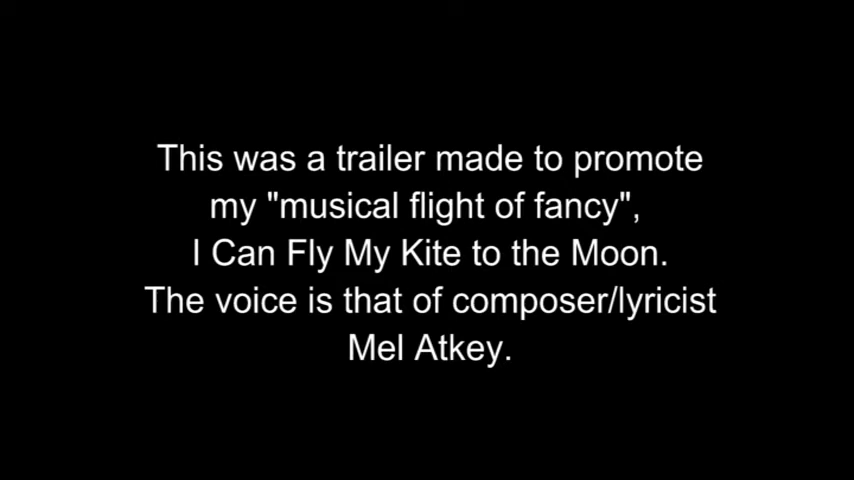 This was a trailer made to promote
my "musical flight of fancy",
I Can Fly My Kite to the Moon.
The voice is that of composer/lyricist
Mel Atkey.